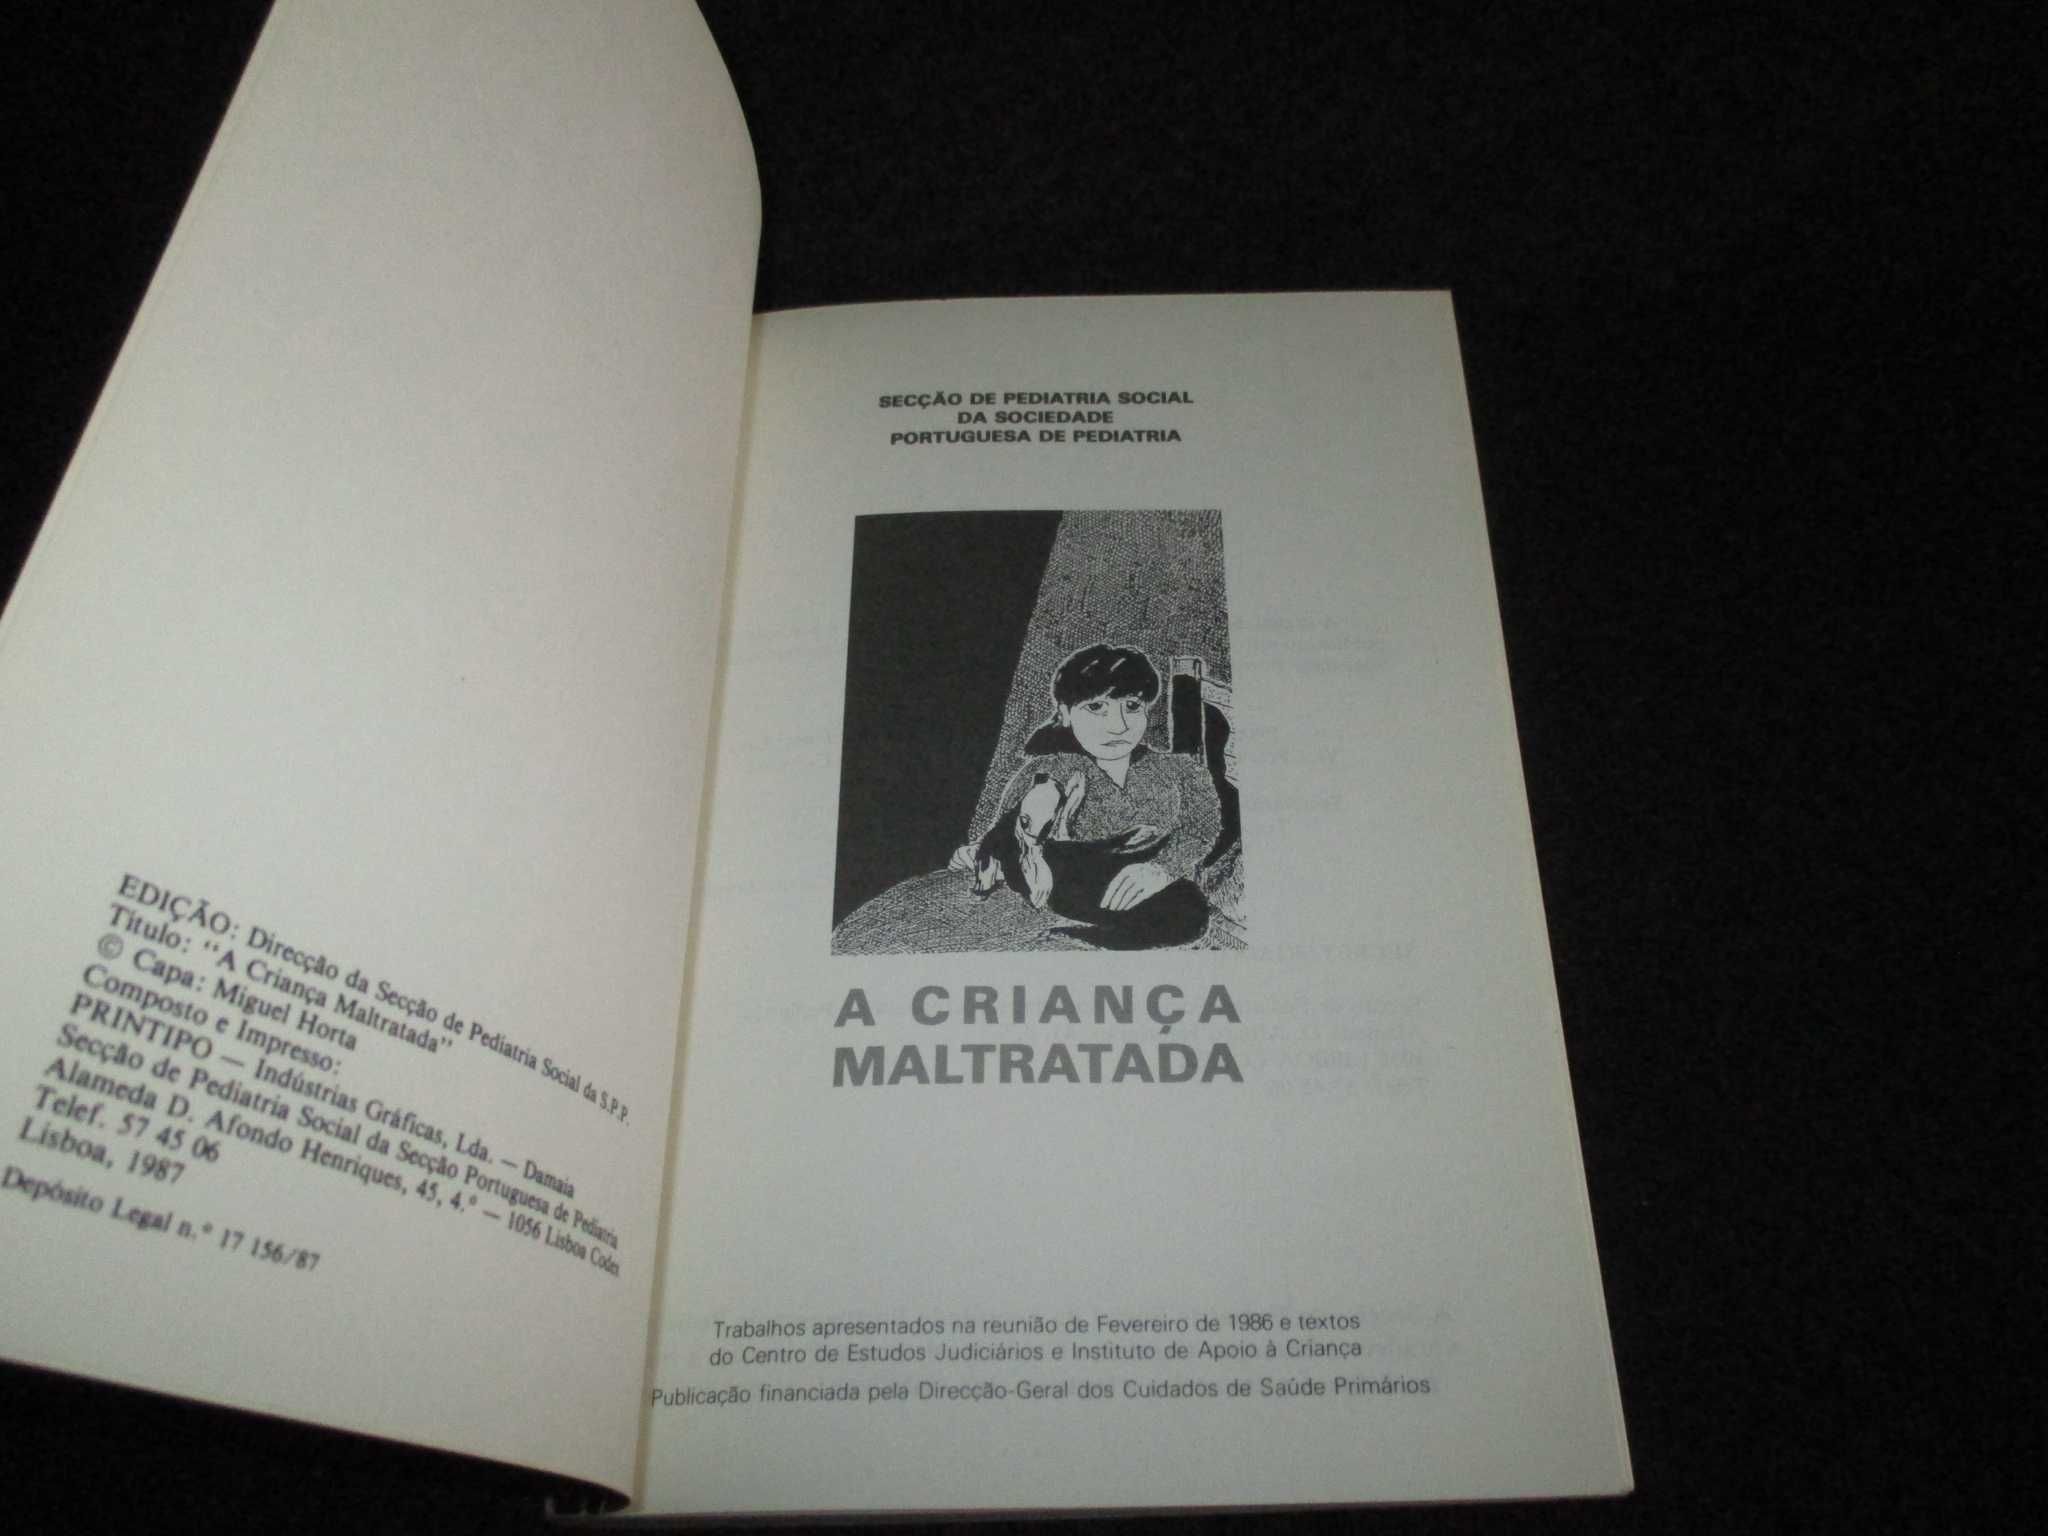 EDIÇÃO: Direcção da Secção de Pediatria Social da S.P.P.
Título: "A Criança Maltratada"
© Capa: Miguel Horta
Composto e Impresso:
PRINTIPO — Indústrias Gráficas, Lda. — Damaia
Secção de Pediatria Social da Secção Portuguesa de Pediatria
Alameda D. Afondo Henriques, 45, 4.º — 1056 Lisboa Codex
Telef. 57 45 06
Lisboa, 1987
Depósito Legal n.º 17 156/87
SECÇÃO DE PEDIATRIA SOCIAL
DA SOCIEDADE
PORTUGUESA DE PEDIATRIA
A CRIANÇA
MALTRATADA
Trabalhos apresentados na reunião de Fevereiro de 1986 e textos
do Centro de Estudos Judiciários e Instituto de Apoio à Criança
Publicação financiada pela Direcção-Geral dos Cuidados de Saúde Primários